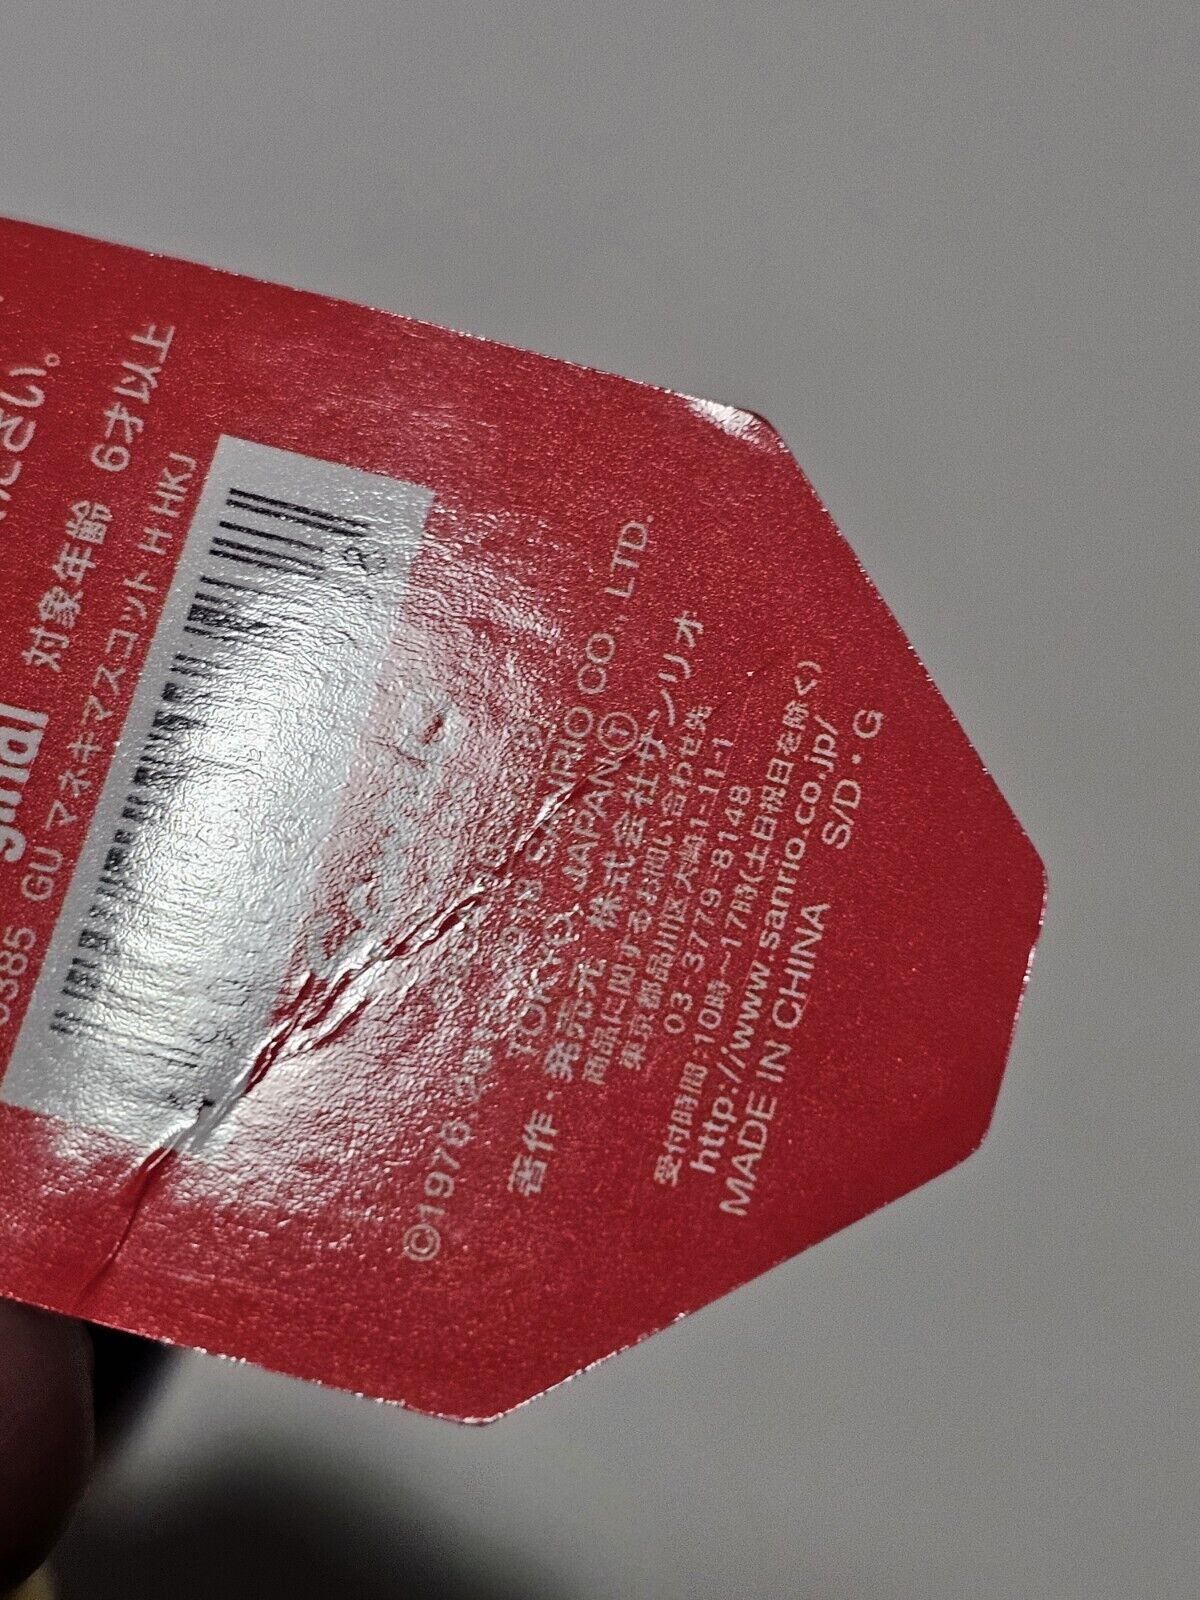 ださい。
ginal 対象年齢 6才以上
0385 GU マネキマスコット H HKJ
©1976, 2018 SANRIO CO., LTD.
TOKYO, JAPAN Ⓛ
著作・発売元 株式会社サンリオ
商品に関するお問い合わせ先
東京都品川区大崎1-11-1
03-3779-8148
受付時間:10時~17時(土日祝日を除く)
http://www.sanrio.co.jp/
MADE IN CHINA S/D・G